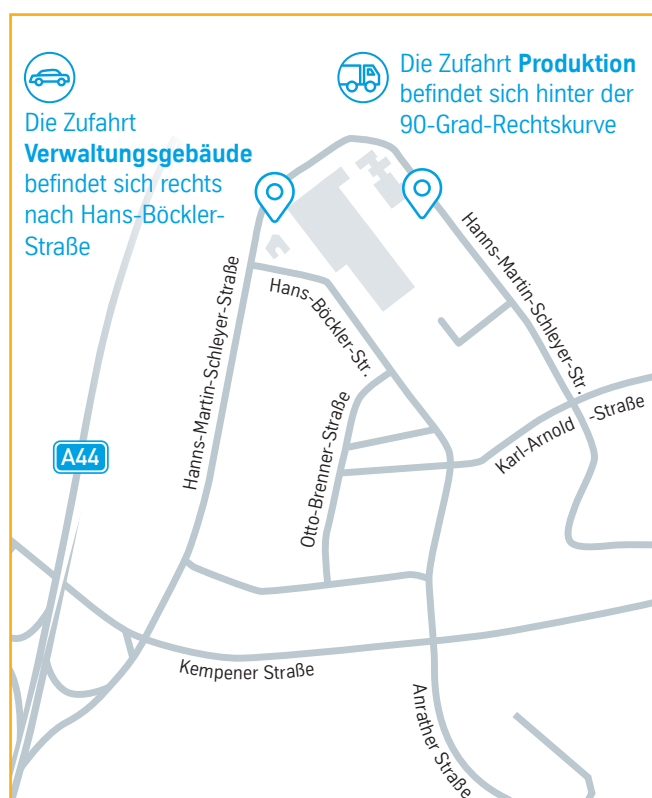 Die Zufahrt
Verwaltungsgebäude
befindet sich rechts
nach Hans-Böckler-
Straße
Die Zufahrt Produktion
befindet sich hinter der
90-Grad-Rechtskurve
Hanns-Martin-Schleyer-Straße
Hans-Böckler-Str.
Hanns-Martin-Schleyer-Str.
Otto-Brenner-Straße
Karl-Arnold -Straße
A44
Kempener Straße
Anrather Straße